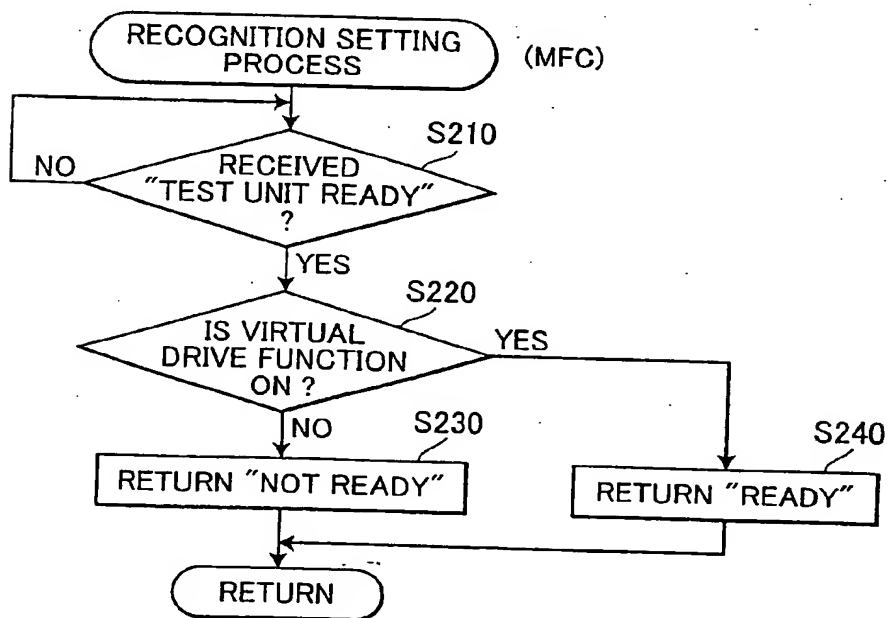 RECOGNITION SETTING
PROCESS
(MFC)
S210
NO
RECEIVED
"TEST UNIT READY"
?
YES
S220
IS VIRTUAL
DRIVE FUNCTION
ON ?
YES
NO
S230
S240
RETURN "NOT READY"
RETURN "READY"
RETURN